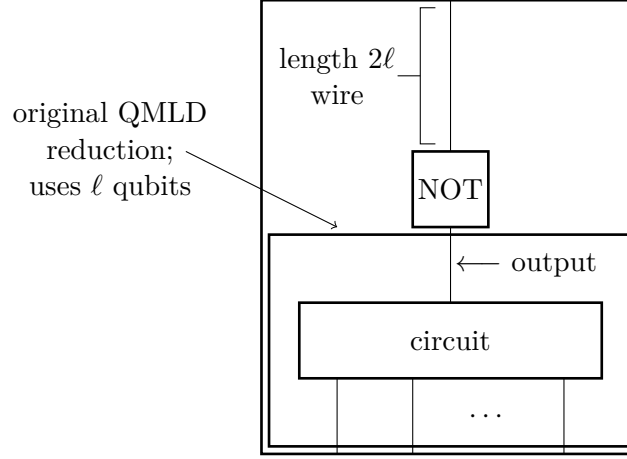 length 2ℓ
wire
original QMLD
reduction;
uses ℓ qubits
NOT
output
circuit
...